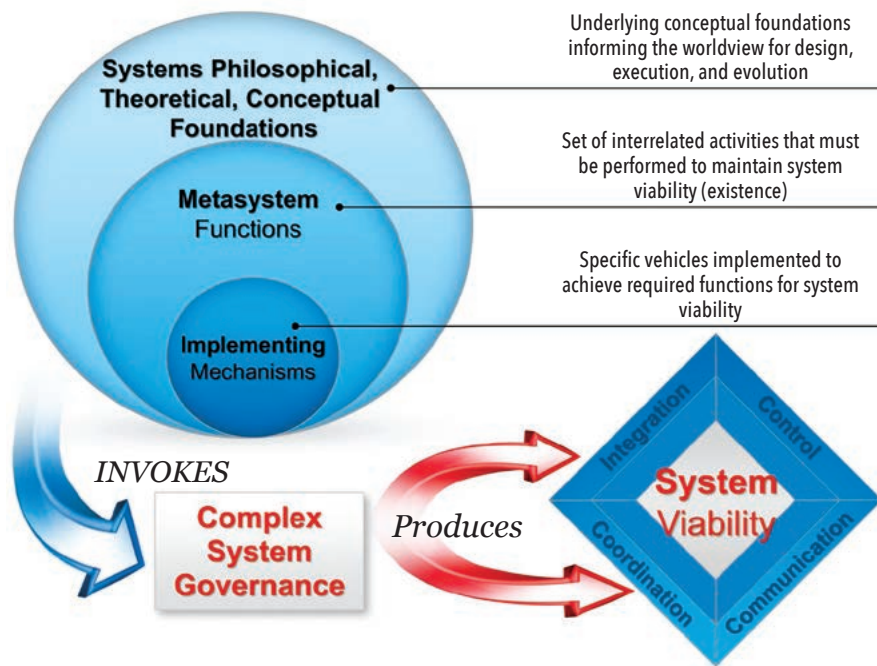 Underlying conceptual foundations
informing the worldview for design,
execution, and evolution
Systems Philosophical,
Theoretical, Conceptual
Foundations
Set of interrelated activities that must
be performed to maintain system
viability (existence)
Metasystem
Functions
Specific vehicles implemented to
achieve required functions for system
viability
Implementing
Mechanisms
INVOKES
Complex
System
Governance
Produces
Integration
Control
System
Viability
Coordination
Communication